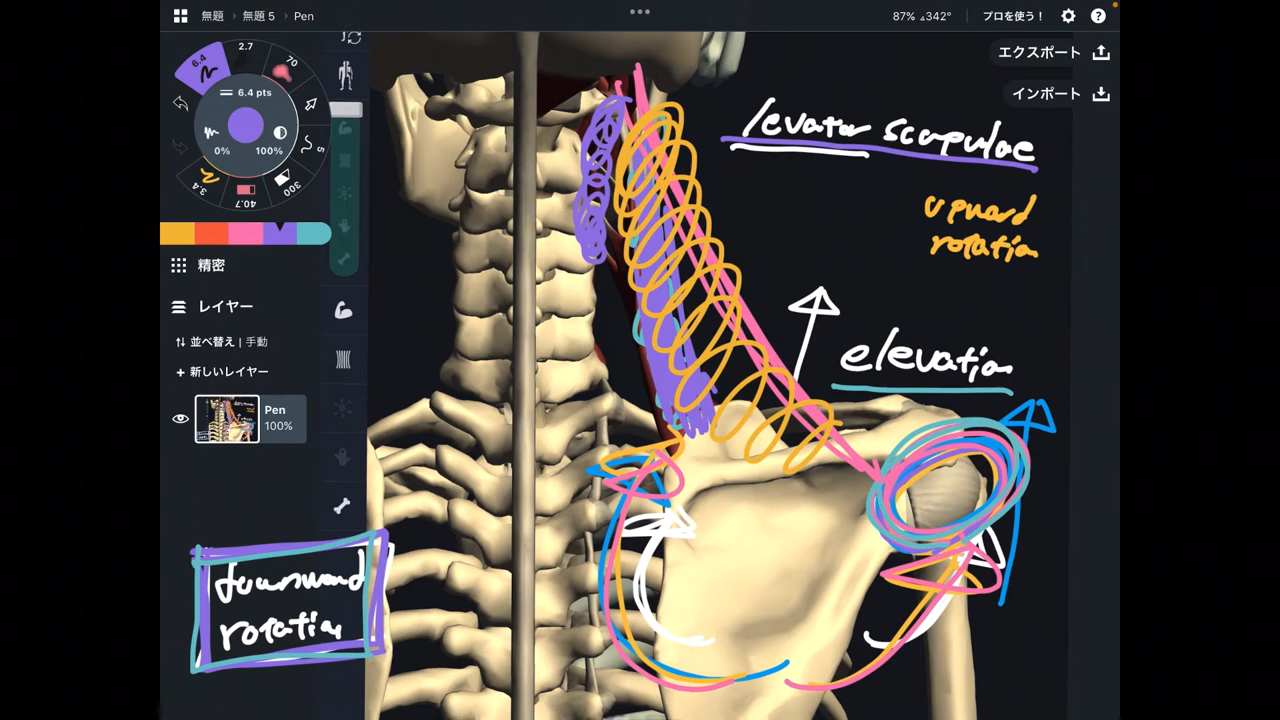 無題 › 無題 5 › Pen
87% ⊿342°
プロを使う！
エクスポート
インポート
2.7
70
6.4
6.4 pts
0%
100%
5
3.4
40.7
300
精密
レイヤー
並べ替え | 手動
新しいレイヤー
Pen
100%
levator scapulae
upward
rotation
elevation
downward
rotation